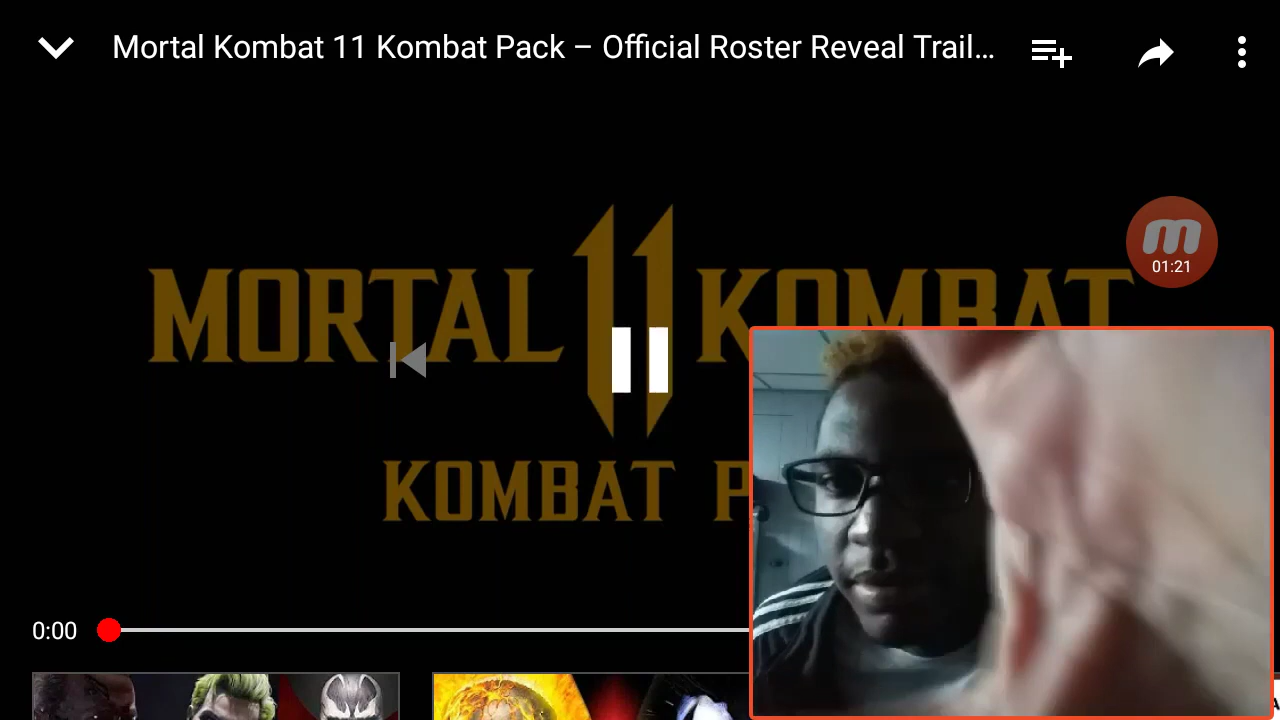 Mortal Kombat 11 Kombat Pack – Official Roster Reveal Trail...
01:21
MORTAL 11 KOMBAT
KOMBAT P
0:00